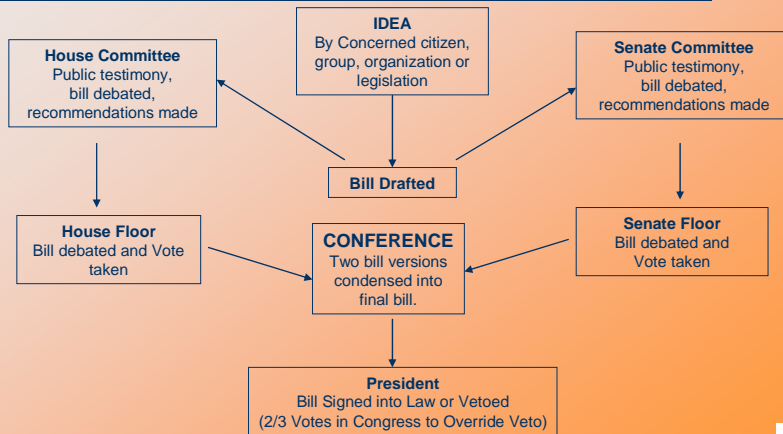 IDEA
By Concerned citizen,
group, organization or
legislation
House Committee
Public testimony,
bill debated,
recommendations made
Senate Committee
Public testimony,
bill debated,
recommendations made
Bill Drafted
House Floor
Bill debated and Vote
taken
CONFERENCE
Two bill versions
condensed into
final bill.
Senate Floor
Bill debated and
Vote taken
President
Bill Signed into Law or Vetoed
(2/3 Votes in Congress to Override Veto)